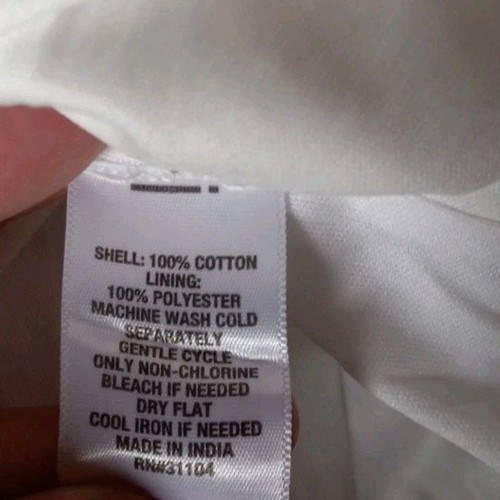 SHELL: 100% COTTON
LINING:
100% POLYESTER
MACHINE WASH COLD
SEPARATELY
GENTLE CYCLE
ONLY NON-CHLORINE
BLEACH IF NEEDED
DRY FLAT
COOL IRON IF NEEDED
MADE IN INDIA
RN#31104